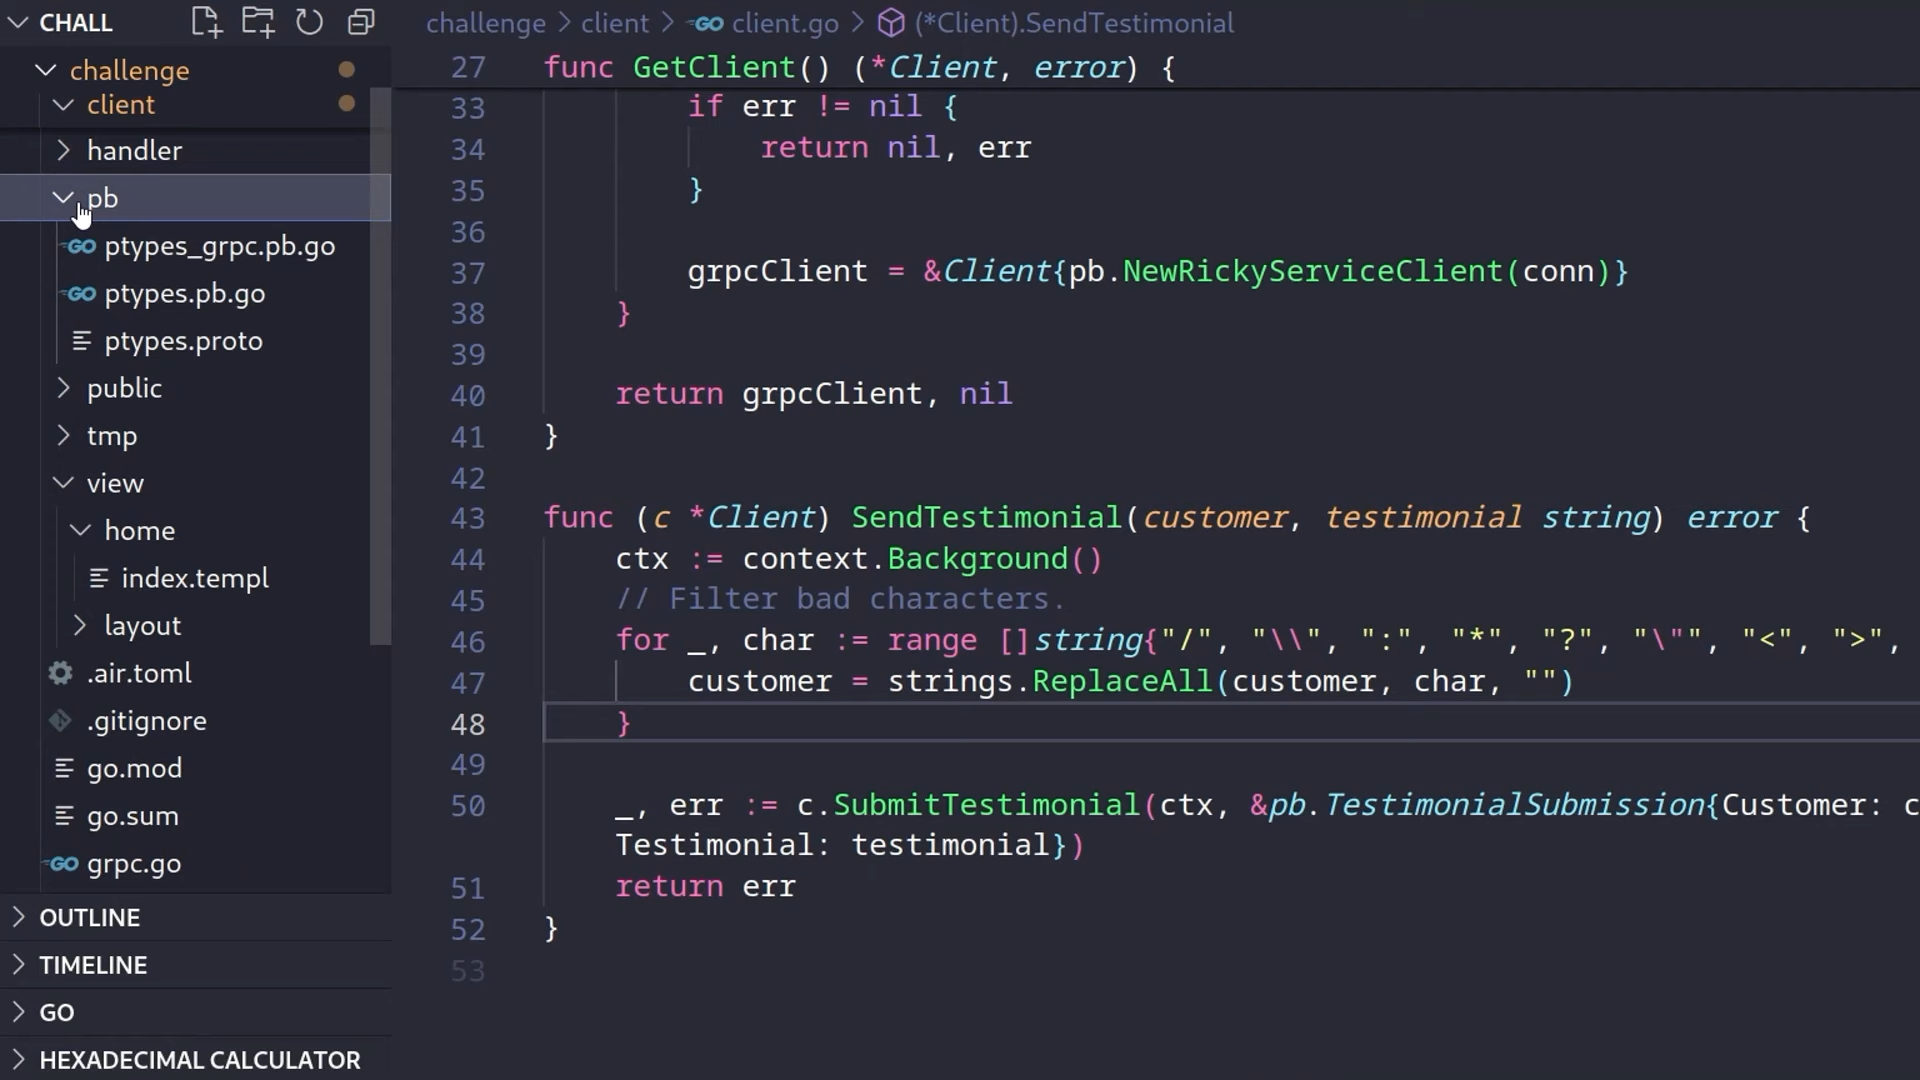 CHALL
challenge
client
handler
pb
GO ptypes_grpc.pb.go
GO ptypes.pb.go
ptypes.proto
public
tmp
view
home
index.templ
layout
.air.toml
.gitignore
go.mod
go.sum
GO grpc.go
OUTLINE
TIMELINE
GO
HEXADECIMAL CALCULATOR
challenge > client > GO client.go > (*Client).SendTestimonial
27 func GetClient() (*Client, error) {
33 if err != nil {
34 return nil, err
35 }
36
37 grpcClient = &Client{pb.NewRickyServiceClient(conn)}
38 }
39
40 return grpcClient, nil
41 }
42
43 func (c *Client) SendTestimonial(customer, testimonial string) error {
44 ctx := context.Background()
45 // Filter bad characters.
46 for _, char := range []string{"/", "\\", ":", "*", "?", "\"", "<", ">",
47 customer = strings.ReplaceAll(customer, char, "")
48 }
49
50 _, err := c.SubmitTestimonial(ctx, &pb.TestimonialSubmission{Customer: c
Testimonial: testimonial})
51 return err
52 }
53